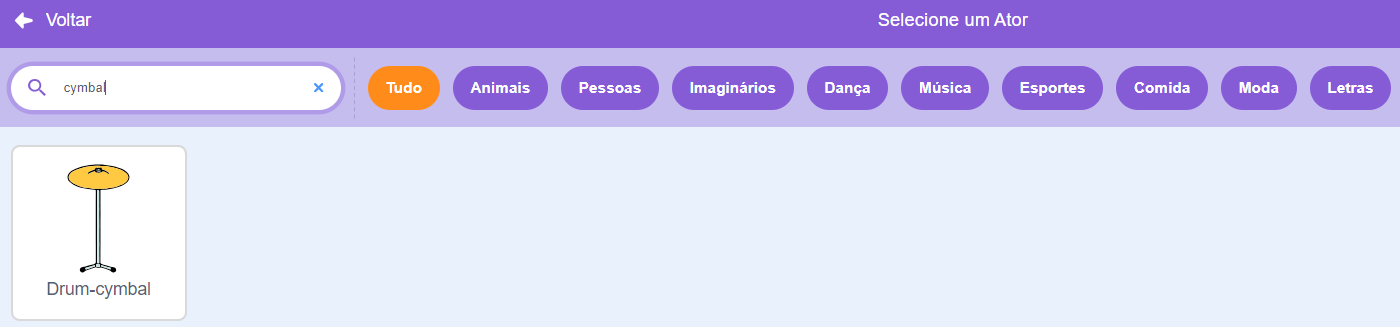 Voltar
Selecione um Ator
cymbal
Tudo
Animais
Pessoas
Imaginários
Dança
Música
Esportes
Comida
Moda
Letras
Drum-cymbal